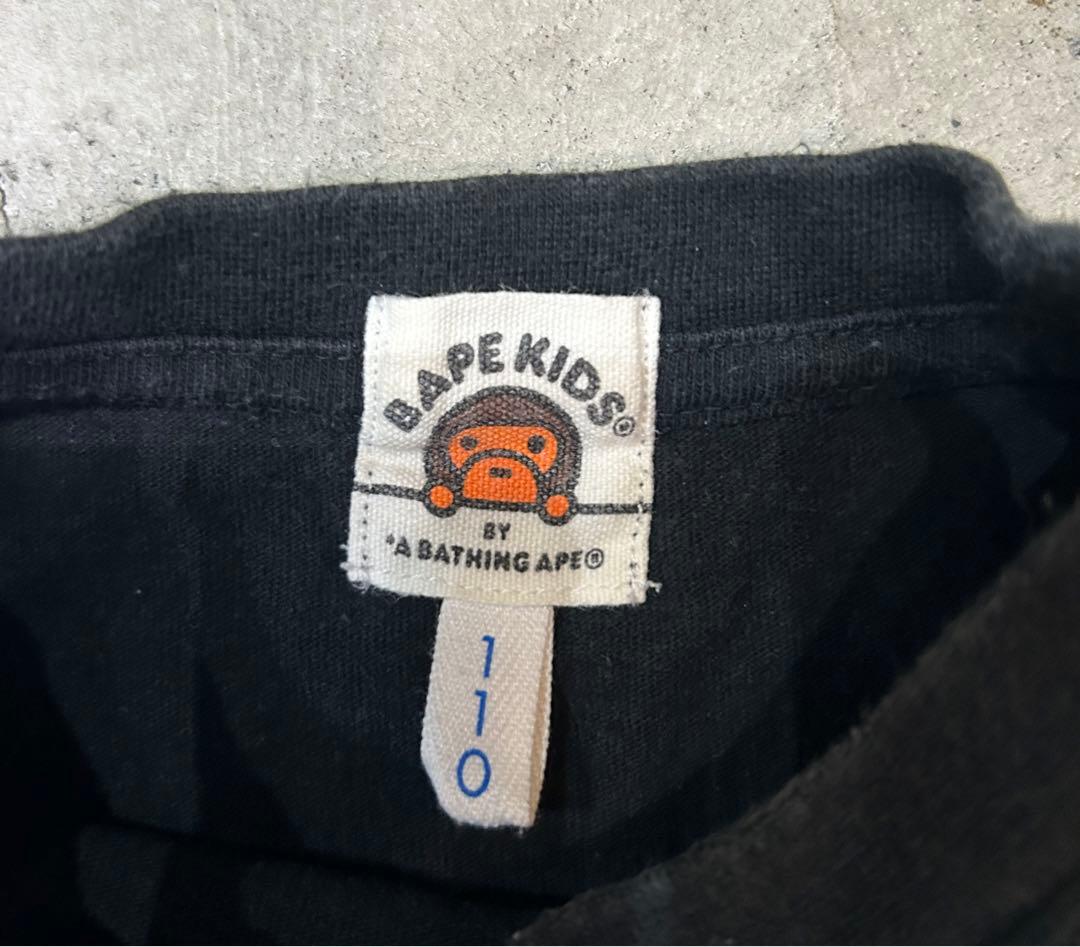 BAPE KIDS®
BY
*A BATHING APE®
110